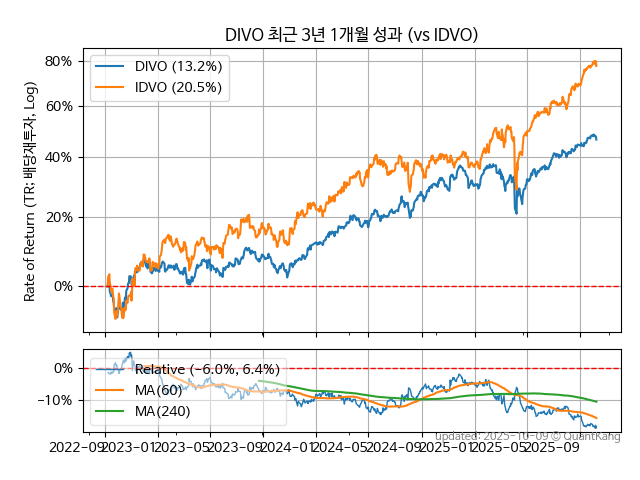 DIVO 최근 3년 1개월 성과 (vs IDVO)
Rate of Return (TR: 배당재투자, Log)
DIVO (13.2%)
IDVO (20.5%)
80%
60%
40%
20%
0%
Relative (−6.0%, 6.4%)
MA(60)
MA(240)
0%
−10%
2022−09 2023−01 2023−05 2023−09 2024−01 2024−05 2024−09 2025−01 2025−05 2025−09
updated: 2025-10-09 © QuantKang